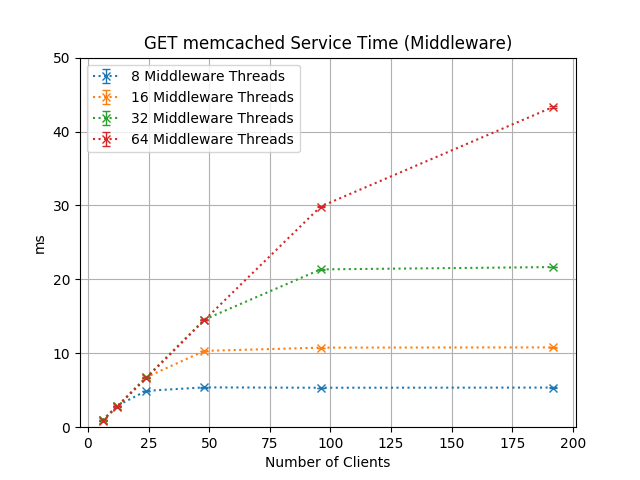 GET memcached Service Time (Middleware)
50
40
30
20
10
0
ms
8 Middleware Threads
16 Middleware Threads
32 Middleware Threads
64 Middleware Threads
0 25 50 75 100 125 150 175 200
Number of Clients